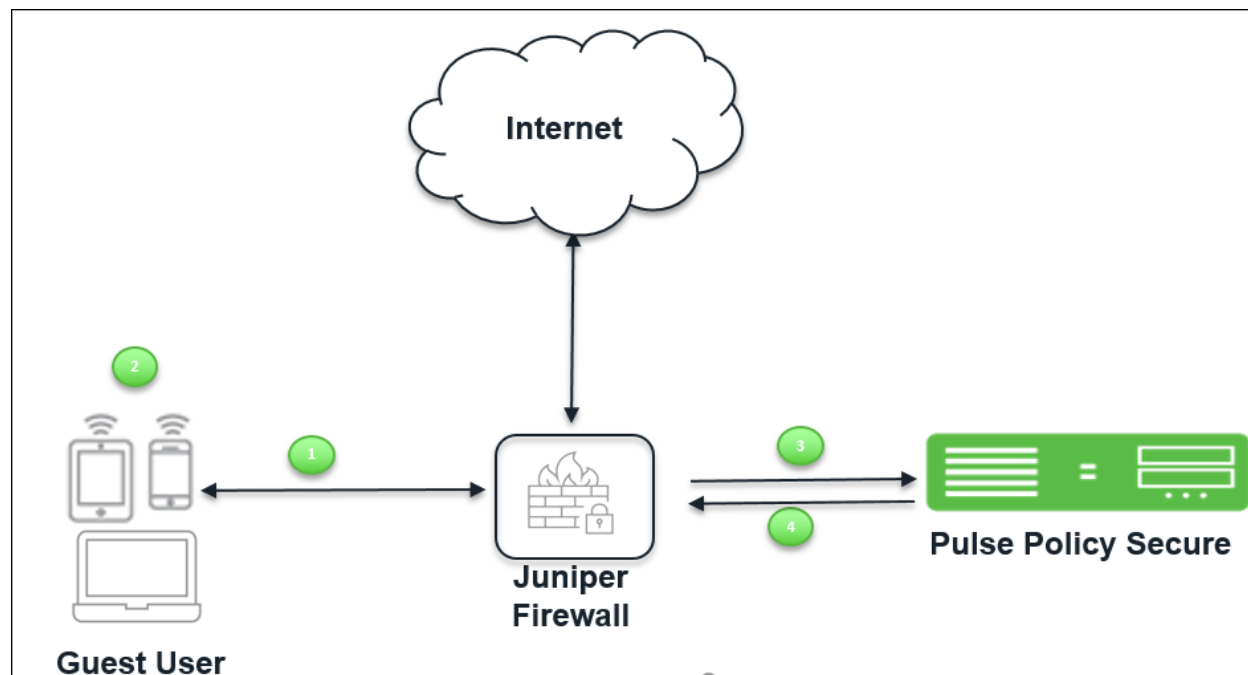 Internet
2
1
3
4
Pulse Policy Secure
Juniper
Firewall
Guest User